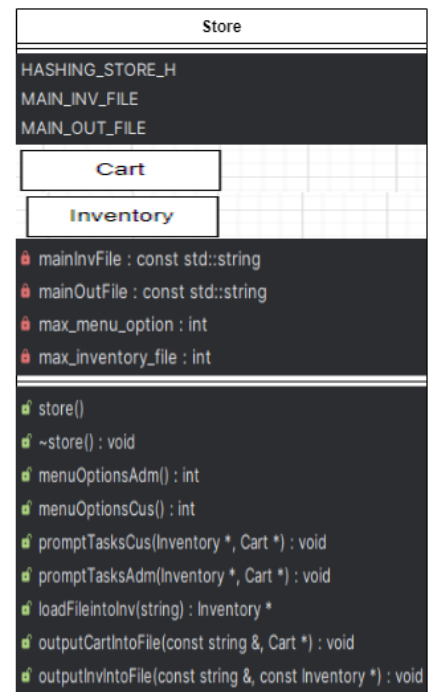 Store
HASHING_STORE_H
MAIN_INV_FILE
MAIN_OUT_FILE
Cart
Inventory
mainInvFile : const std::string
mainOutFile : const std::string
max_menu_option : int
max_inventory_file : int
store()
~store() : void
menuOptionsAdm() : int
menuOptionsCus() : int
promptTasksCus(Inventory *, Cart *) : void
promptTasksAdm(Inventory *, Cart *) : void
loadFileintoInv(string) : Inventory *
outputCartIntoFile(const string &, Cart *) : void
outputInvIntoFile(const string &, const Inventory *) : void